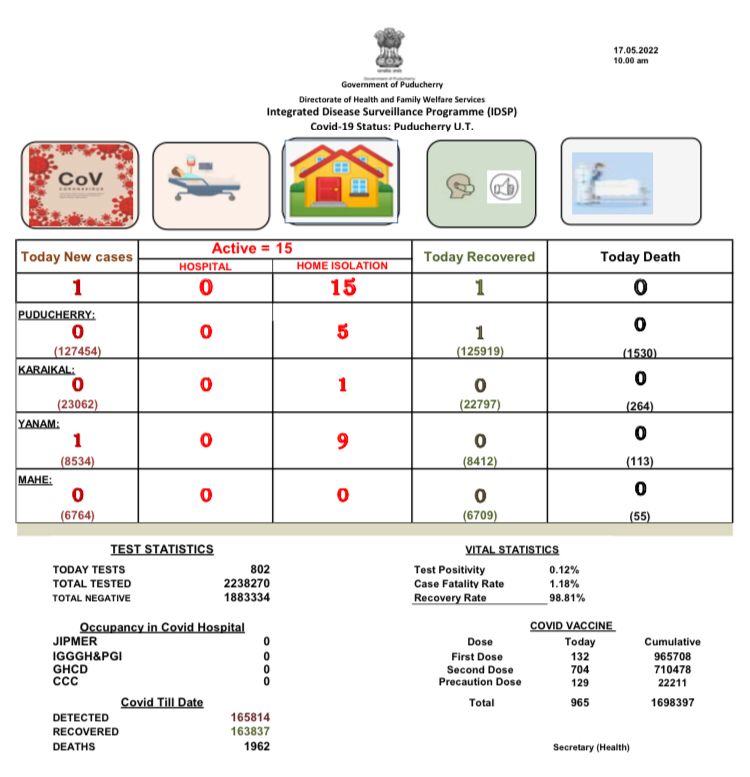 17.05.2022
10.00 am
Government of Puducherry
Directorate of Health and Family Welfare Services
Integrated Disease Surveillance Programme (IDSP)
Covid-19 Status: Puducherry U.T.
CoV
CORONAVIRUS
Today New cases
Active = 15
HOSPITAL
HOME ISOLATION
Today Recovered
Today Death
1 0 15 1 0
PUDUCHERRY:
0 0 5 1 0
(127454) (125919) (1530)
KARAIKAL:
0 0 1 0 0
(23062) (22797) (264)
YANAM:
1 0 9 0 0
(8534) (8412) (113)
MAHE:
0 0 0 0 0
(6764) (6709) (55)
TEST STATISTICS
TODAY TESTS 802
TOTAL TESTED 2238270
TOTAL NEGATIVE 1883334
VITAL STATISTICS
Test Positivity 0.12%
Case Fatality Rate 1.18%
Recovery Rate 98.81%
Occupancy in Covid Hospital
JIPMER 0
IGGGH&PGI 0
GHCD 0
CCC 0
COVID VACCINE
Dose Today Cumulative
First Dose 132 965708
Second Dose 704 710478
Precaution Dose 129 22211
Total 965 1698397
Covid Till Date
DETECTED 165814
RECOVERED 163837
DEATHS 1962
Secretary (Health)